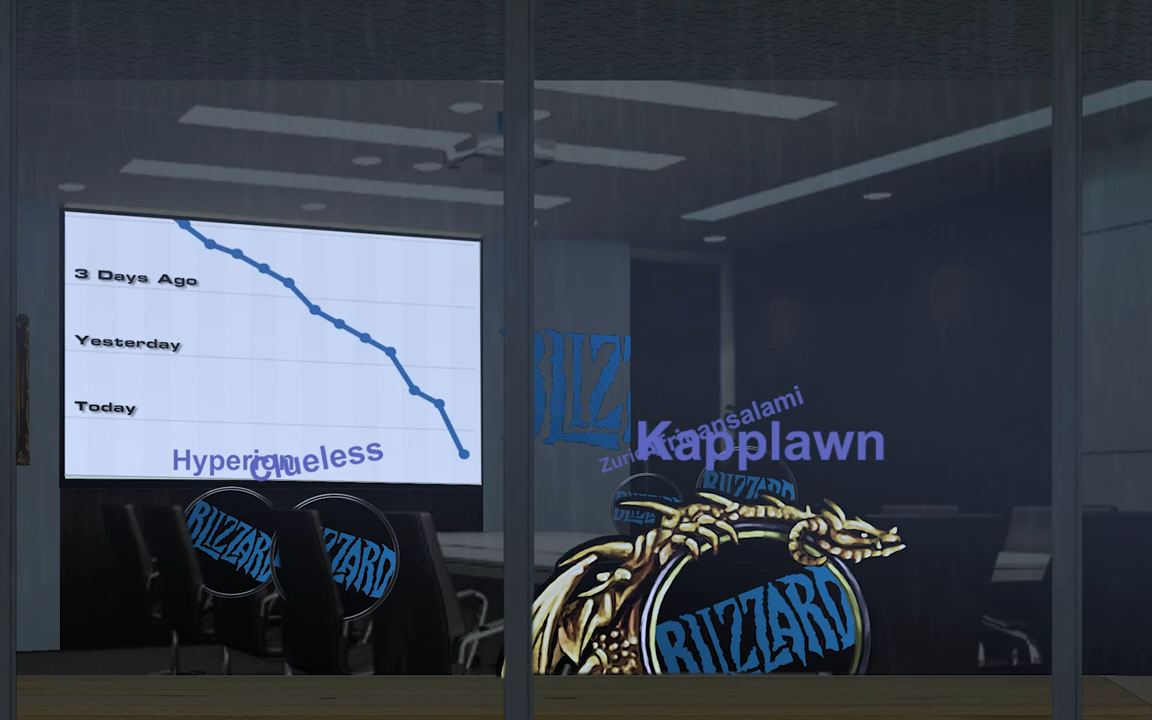 3 Days Ago
Yesterday
Today
Hyperion
Clueless
Kapplawn
BLIZZARD
BLIZZARD
BLIZZARD
BLIZZARD